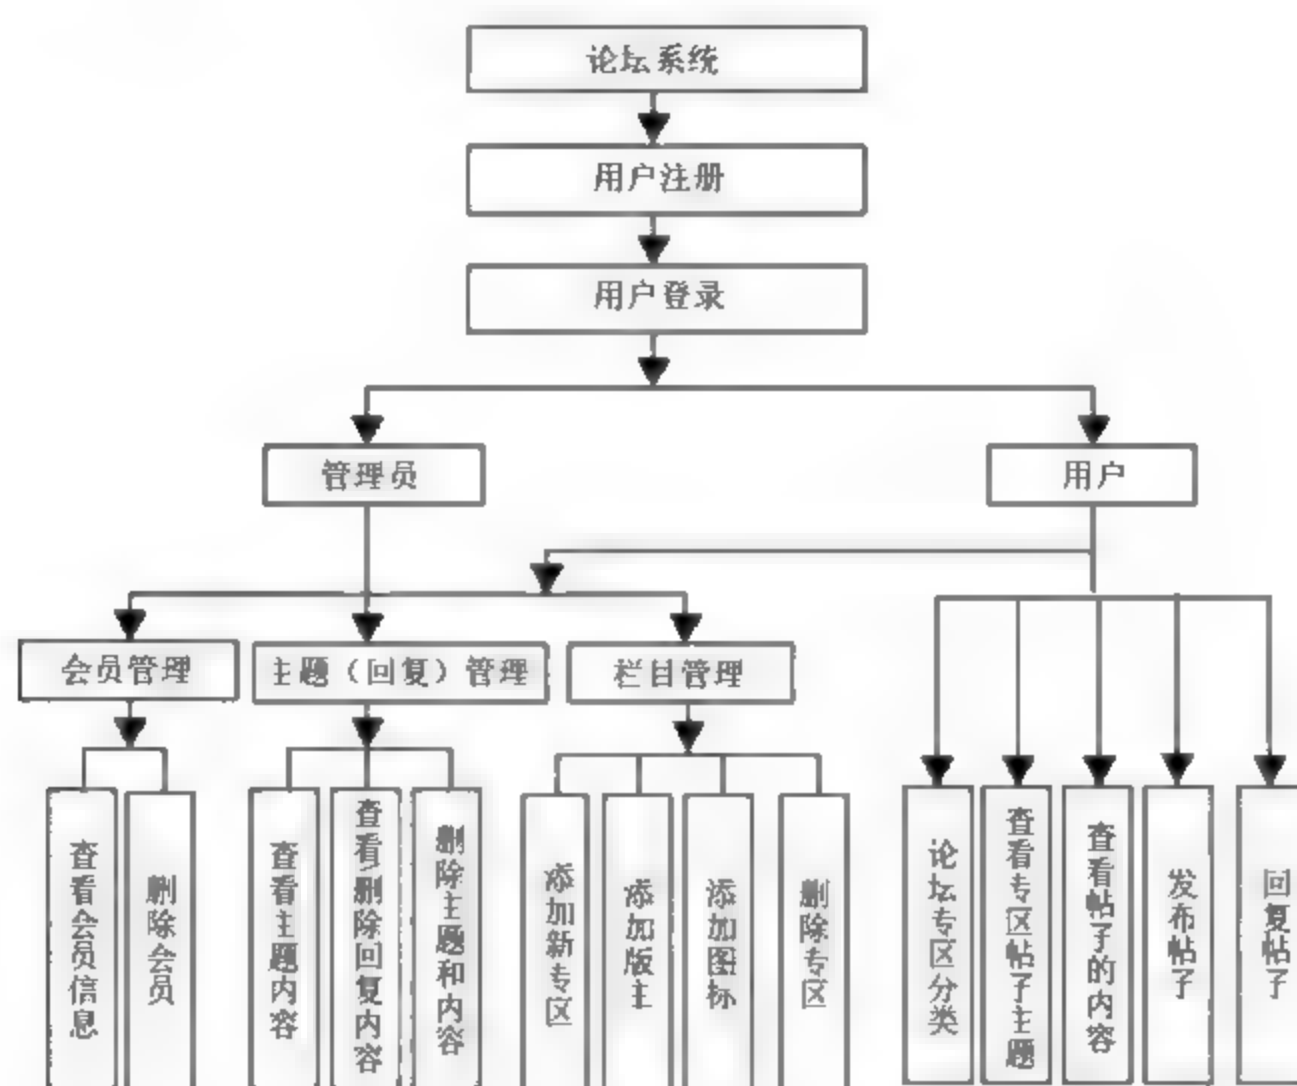 论坛系统
用户注册
用户登录
管理员
用户
会员管理
主题（回复）管理
栏目管理
查看会员信息
删除会员
查看主题内容
查看/删除回复内容
删除主题和内容
添加新专区
添加版主
添加图标
删除专区
论坛专区分类
查看专区帖子主题
查看帖子的内容
发布帖子
回复帖子